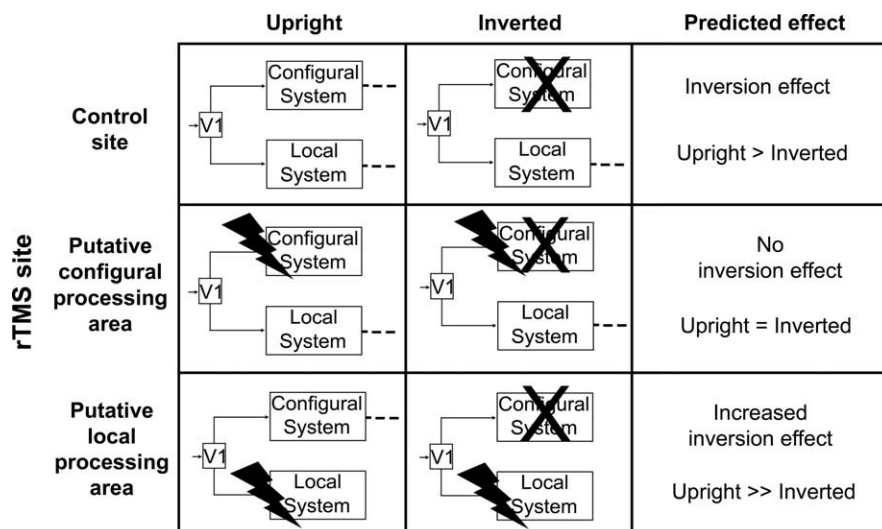 Upright
Inverted
Predicted effect
rTMS site
Control
site
Configural
System
V1
Local
System
Configural
System
V1
Local
System
Inversion effect
Upright > Inverted
Putative
configural
processing
area
Configural
System
V1
Local
System
Configural
System
V1
Local
System
No
inversion effect
Upright = Inverted
Putative
local
processing
area
Configural
System
V1
Local
System
Configural
System
V1
Local
System
Increased
inversion effect
Upright >> Inverted